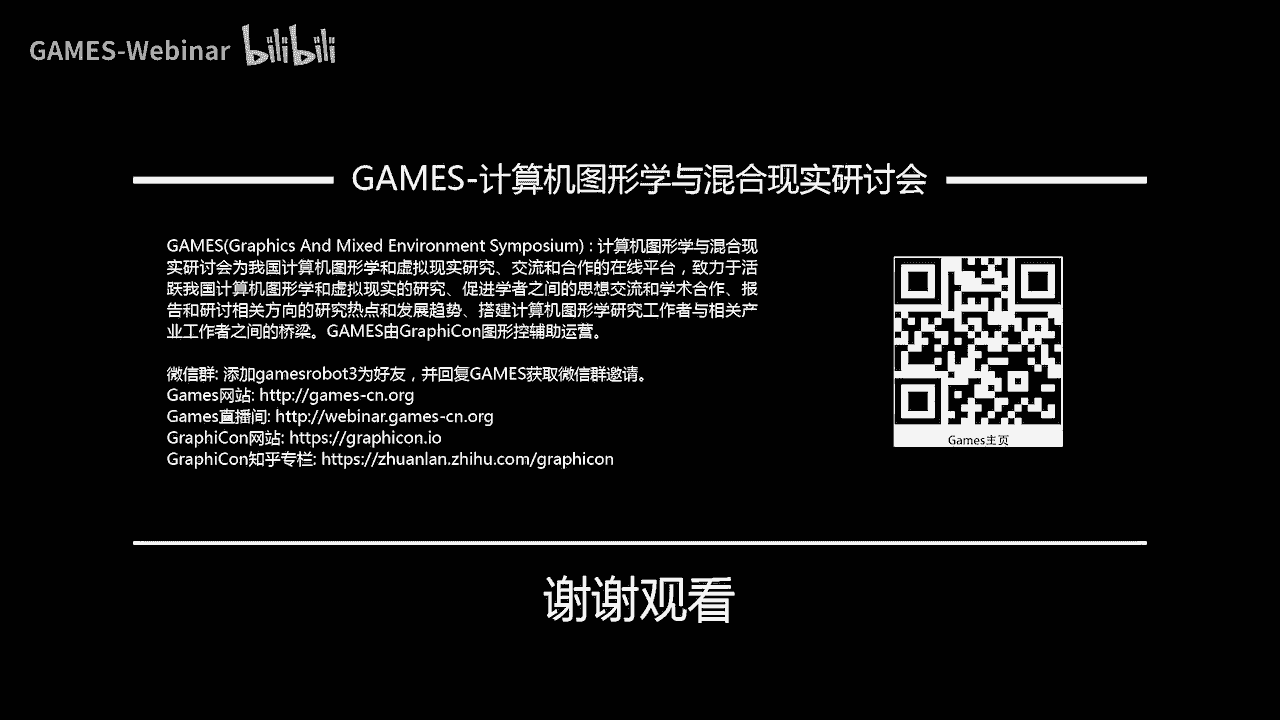 GAMES-Webinar bilibili
GAMES-计算机图形学与混合现实研讨会
GAMES(Graphics And Mixed Environment Symposium) : 计算机图形学与混合现
实研讨会为我国计算机图形学和虚拟现实研究、交流和合作的在线平台，致力于活
跃我国计算机图形学和虚拟现实的研究、促进学者之间的思想交流和学术合作、报
告和研讨相关方向的研究热点和发展趋势、搭建计算机图形学研究工作者与相关产
业工作者之间的桥梁。GAMES由GraphiCon图形控辅助运营。
微信群: 添加gamesrobot3为好友，并回复GAMES获取微信群邀请。
Games网站: http://games-cn.org
Games直播间: http://webinar.games-cn.org
GraphiCon网站: https://graphicon.io
GraphiCon知乎专栏: https://zhuanlan.zhihu.com/graphicon
Games主页
谢谢观看